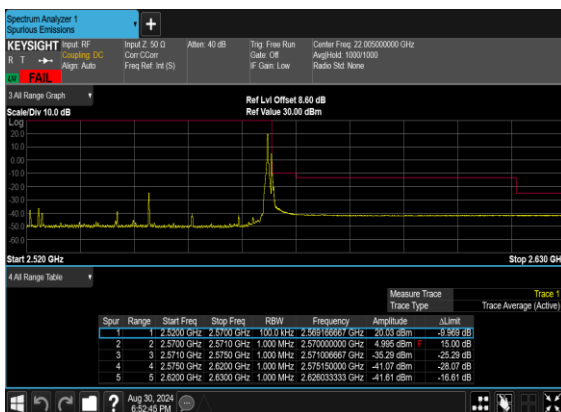 Spectrum Analyzer 1
Spurious Emissions
+
KEYSIGHT Input: RF Input Z: 50 Ω Atten: 40 dB Trig: Free Run Center Freq: 22.005000000 GHz
R T Coupling: DC Corr CCorr Gate: Off Avg|Hold: 1000/1000
Align: Auto Freq Ref: Int (S) IF Gain: Low Radio Std: None
FAIL
3 All Range Graph
Ref Lvl Offset 8.60 dB
Scale/Div 10.0 dB Ref Value 30.00 dBm
Log
20.0
10.0
0.00
-10.0
-20.0
-30.0
-40.0
-50.0
-60.0
Start 2.520 GHz Stop 2.630 GH
4 All Range Table
Measure Trace Trace 1
Trace Type Trace Average (Active)
Spur Range Start Freq Stop Freq RBW Frequency Amplitude ΔLimit
1 1 2.5200 GHz 2.5700 GHz 100.0 kHz 2.569166667 GHz 20.03 dBm -9.969 dB
2 2 2.5700 GHz 2.5710 GHz 1.000 MHz 2.570000000 GHz 4.995 dBm F 15.00 dB
3 3 2.5710 GHz 2.5750 GHz 1.000 MHz 2.571006667 GHz -35.29 dBm -25.29 dB
4 4 2.5750 GHz 2.6200 GHz 1.000 MHz 2.575150000 GHz -41.07 dBm -28.07 dB
5 5 2.6200 GHz 2.6300 GHz 1.000 MHz 2.626033333 GHz -41.61 dBm -16.61 dB
? Aug 30, 2024
6:52:45 PM